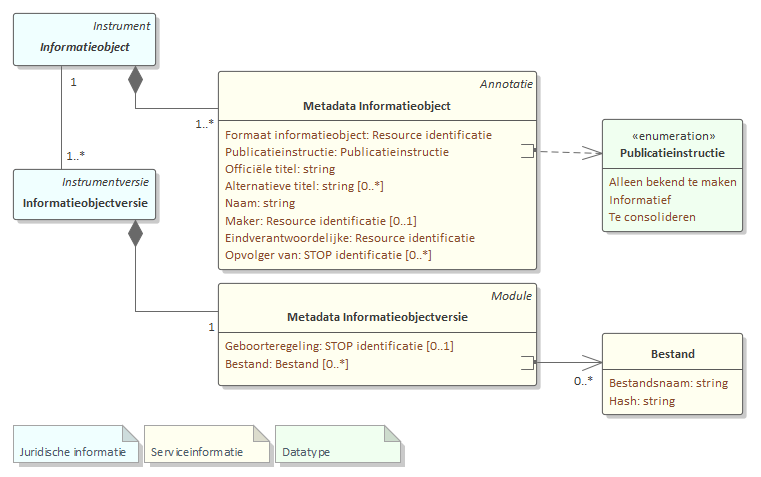 Instrument
Informatieobject
1
1..*
Instrumentversie
Informatieobjectversie
Annotatie
Metadata Informatieobject
1..*
Formaat informatieobject: Resource identificatie
Publicatieinstructie: Publicatieinstructie
Officiële titel: string
Alternatieve titel: string [0..*]
Naam: string
Maker: Resource identificatie [0..1]
Eindverantwoordelijke: Resource identificatie
Opvolger van: STOP identificatie [0..*]
«enumeration»
Publicatieinstructie
Alleen bekend te maken
Informatief
Te consolideren
Module
Metadata Informatieobjectversie
1
Geboorteregeling: STOP identificatie [0..1]
Bestand: Bestand [0..*]
0..*
Bestand
Bestandsnaam: string
Hash: string
Juridische informatie
Serviceinformatie
Datatype